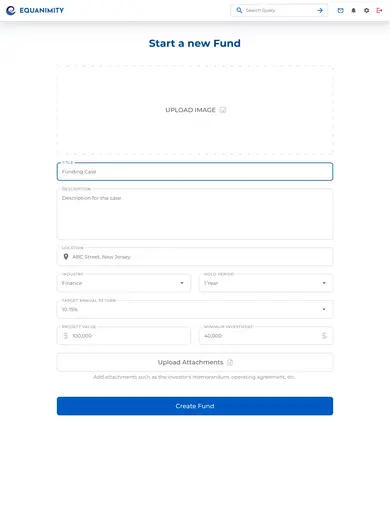 EQUANIMITY
Search Query
Start a new Fund
UPLOAD IMAGE
TITLE
Funding Case
DESCRIPTION
Description for the case
LOCATION
ABC Street, New Jersey
INDUSTRY
Finance
HOLD PERIOD
1 Year
TARGET ANNUAL RETURN
10-15%
PROJECT VALUE
$ 100,000
MINIMUM INVESTMENT
40,000 $
Upload Attachments
Add attachments such as the investor's memorandum, operating agreement, etc.
Create Fund